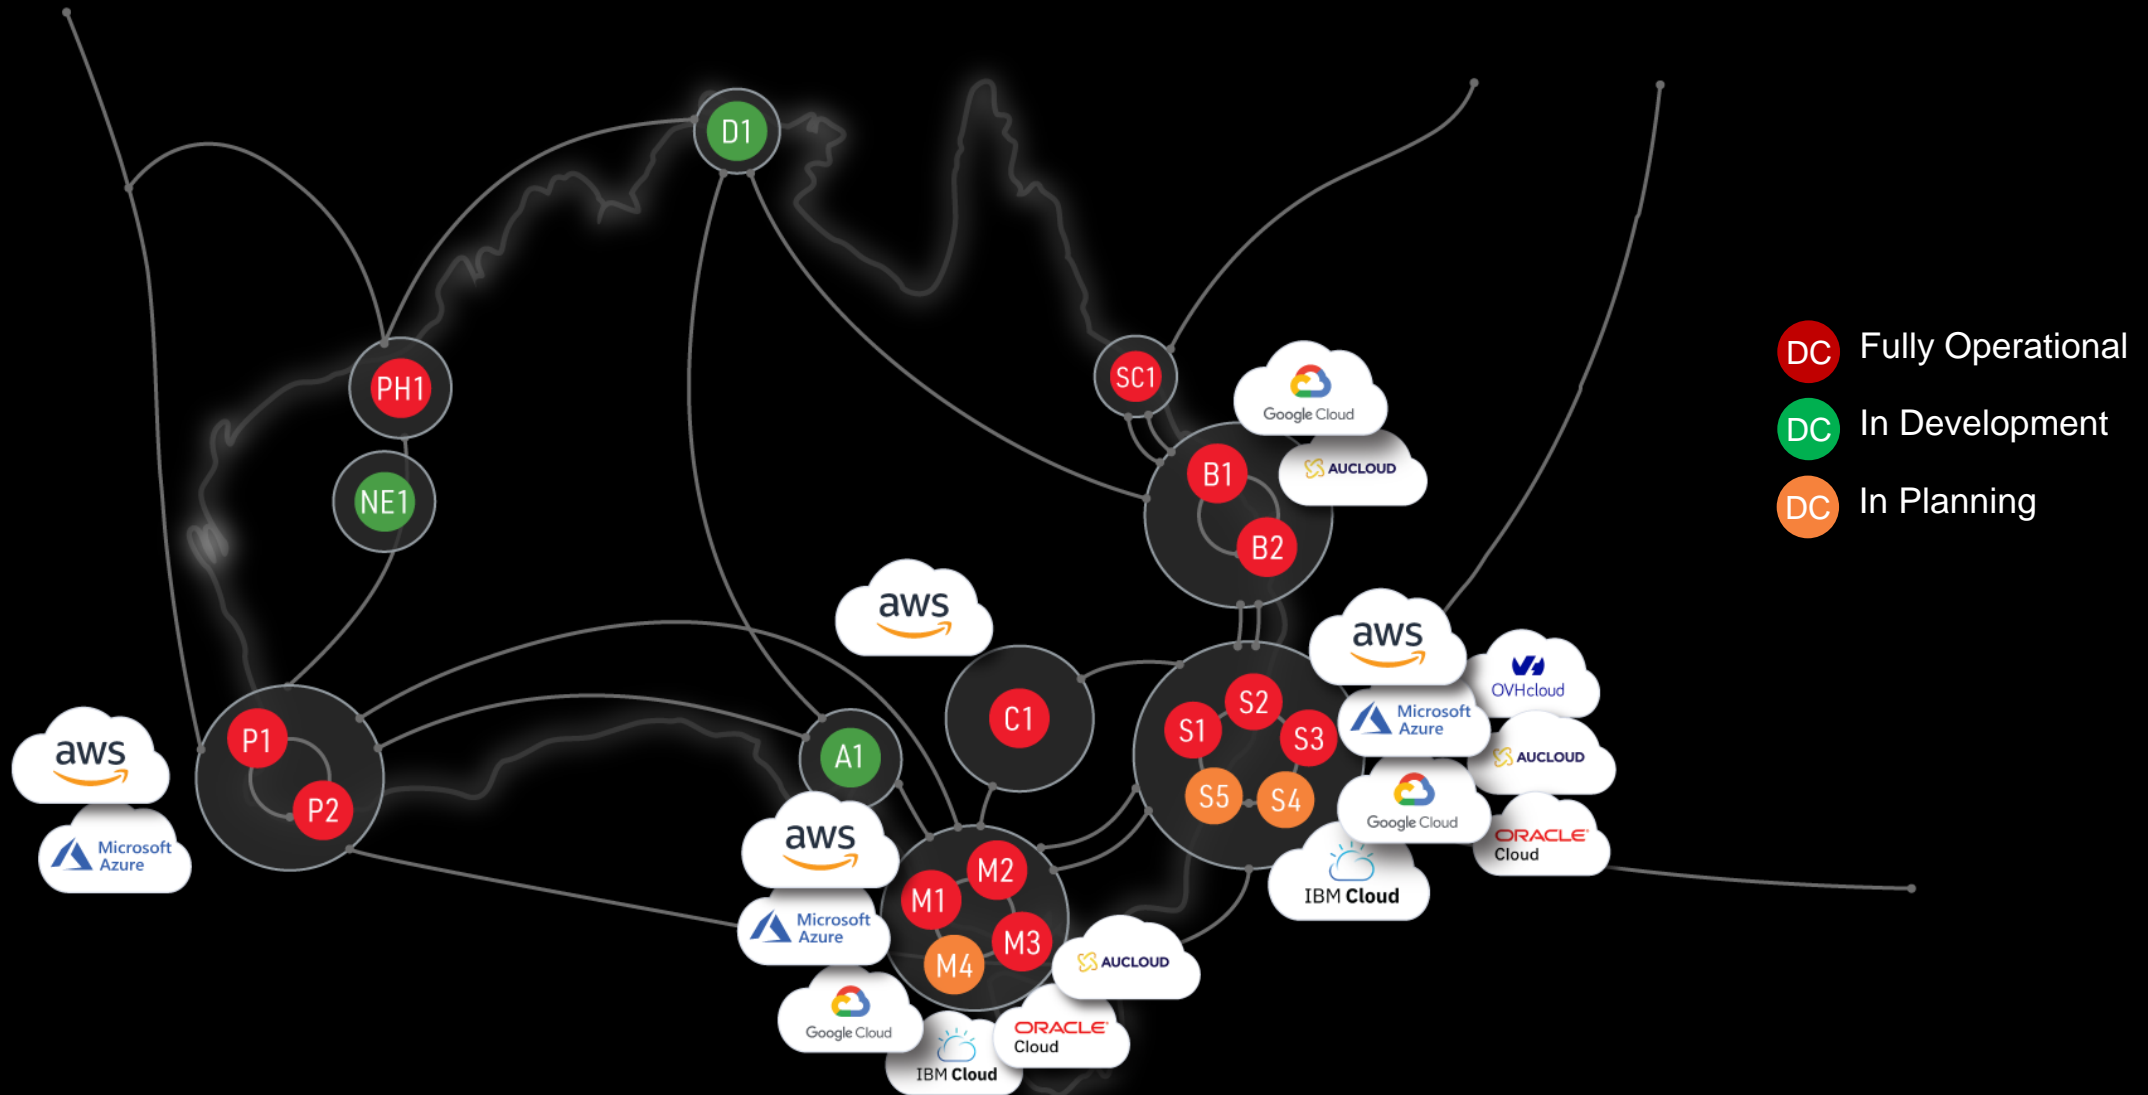 D1
PH1
NE1
SC1
Google Cloud
AUCLOUD
B1
B2
DC Fully Operational
DC In Development
DC In Planning
aws
C1
aws
OVHcloud
Microsoft
Azure
AUCLOUD
Google Cloud
ORACLE
Cloud
IBM Cloud
S1
S2
S3
S5
S4
aws
Microsoft
Azure
P1
P2
A1
aws
Microsoft
Azure
M1
M2
M3
M4
AUCLOUD
Google Cloud
ORACLE
Cloud
IBM Cloud